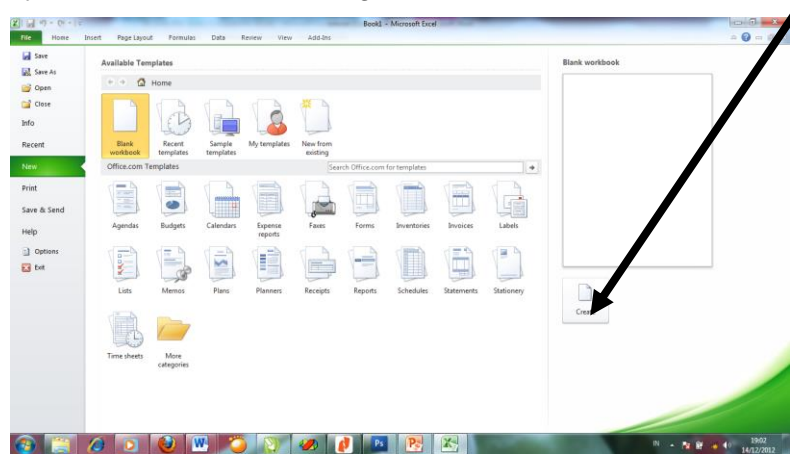 Book1 - Microsoft Excel
File Home Insert Page Layout Formulas Data Review View Add-Ins
Save
Save As
Open
Close
Info
Recent
New
Print
Save & Send
Help
Options
Exit
Available Templates
Home
Blank workbook
Recent templates
Sample templates
My templates
New from existing
Office.com Templates
Search Office.com for templates
Agendas Budgets Calendars Expense reports Faxes Forms Inventories Invoices Labels
Lists Memos Plans Planners Receipts Reports Schedules Statements Stationery
Time sheets More categories
Blank workbook
IN
19:02
14/12/2012